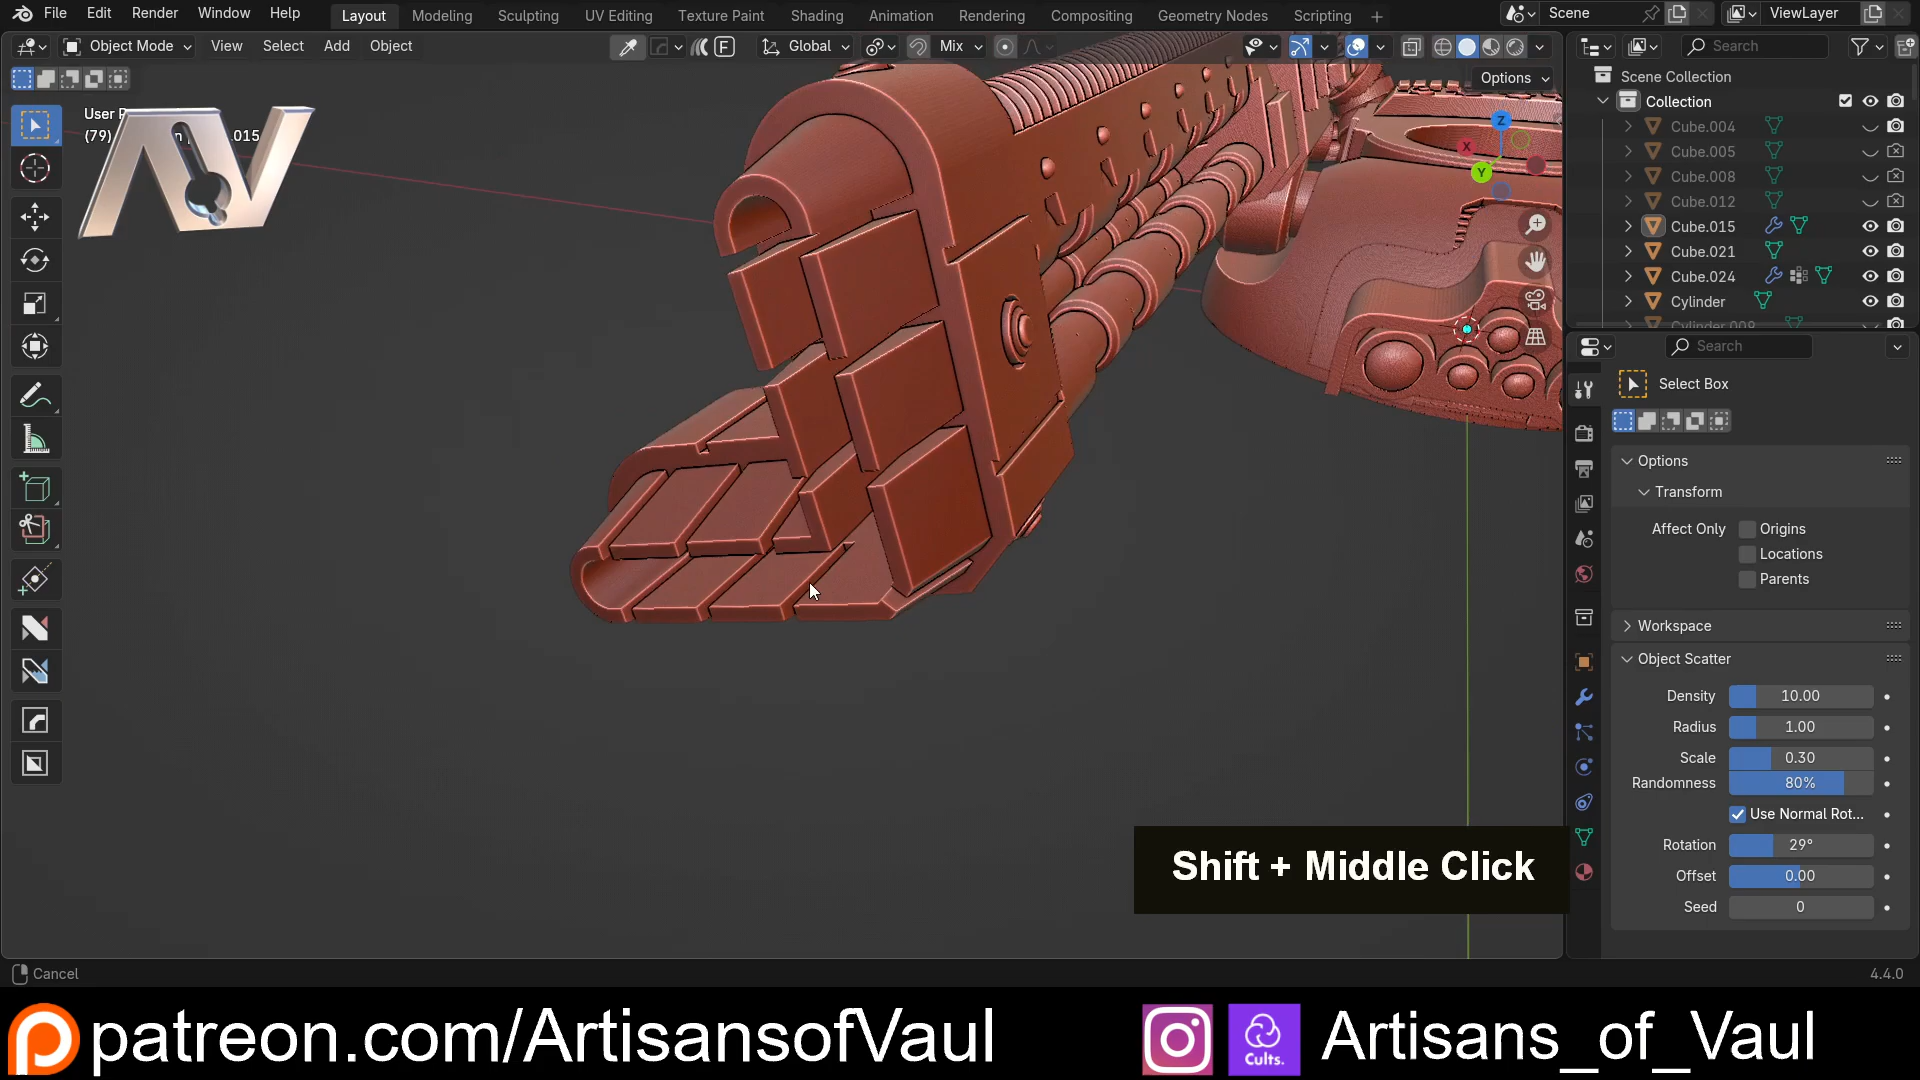 File Edit Render Window Help Layout Modeling Sculpting UV Editing Texture Paint Shading Animation Rendering Compositing Geometry Nodes Scripting + Scene ViewLayer
Object Mode View Select Add Object Global Mix Search
Options
Scene Collection
Collection
Cube.004
Cube.005
Cube.008
Cube.012
Cube.015
Cube.021
Cube.024
Cylinder
Cylinder.009
User
(79)
.015
Z
X
Y
Search
Select Box
Options
Transform
Affect Only Origins
Locations
Parents
Workspace
Object Scatter
Density 10.00
Radius 1.00
Scale 0.30
Randomness 80%
Use Normal Rot...
Rotation 29°
Offset 0.00
Seed 0
Shift + Middle Click
Cancel
4.4.0
patreon.com/ArtisansofVaul
Cults.
Artisans_of_Vaul